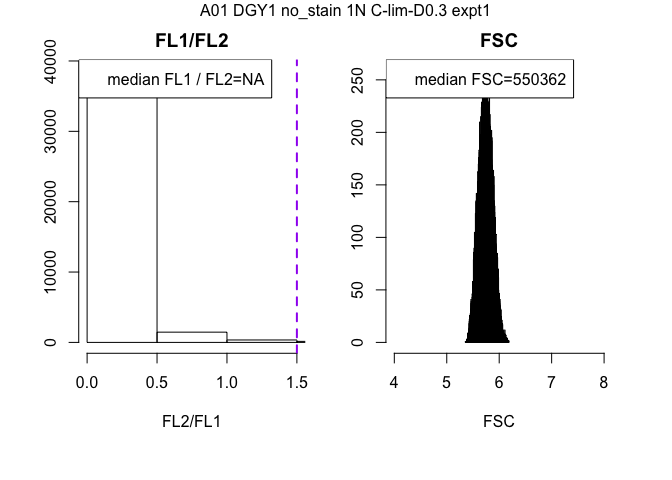 A01 DGY1 no_stain 1N C-lim-D0.3 expt1
FL1/FL2
median FL1 / FL2=NA
0
10000
20000
30000
40000
0.0 0.5 1.0 1.5
FL2/FL1
FSC
median FSC=550362
0
50
100
150
200
250
4 5 6 7 8
FSC